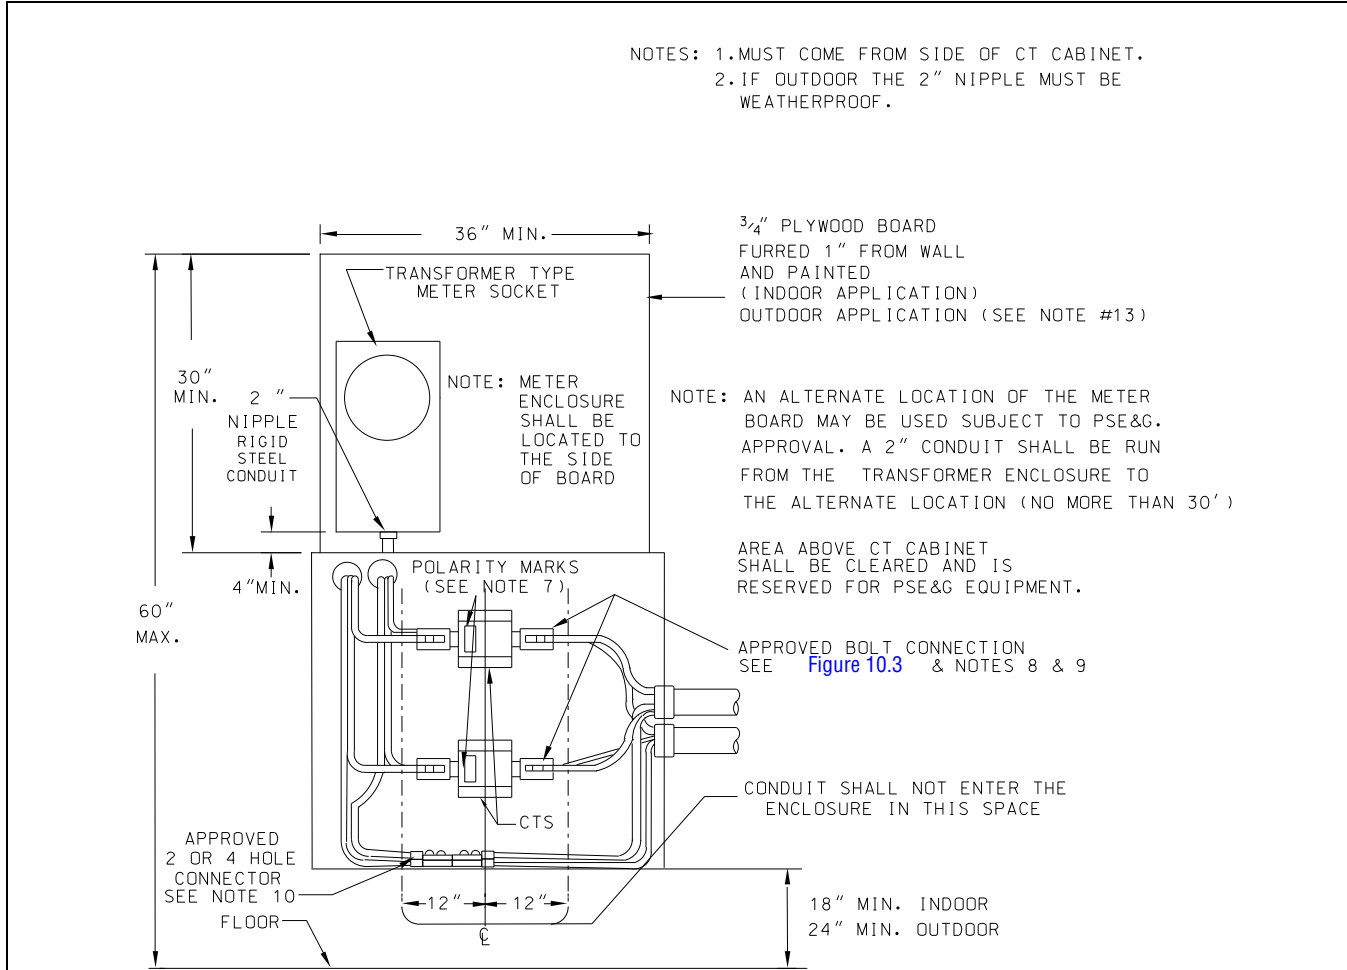 NOTES: 1.MUST COME FROM SIDE OF CT CABINET.
2.IF OUTDOOR THE 2" NIPPLE MUST BE
WEATHERPROOF.
36" MIN.
3/4" PLYWOOD BOARD
FURRED 1" FROM WALL
AND PAINTED
(INDOOR APPLICATION)
OUTDOOR APPLICATION (SEE NOTE #13)
TRANSFORMER TYPE
METER SOCKET
30"
MIN.
2 "
NIPPLE
RIGID
STEEL
CONDUIT
NOTE: METER
ENCLOSURE
SHALL BE
LOCATED TO
THE SIDE
OF BOARD
NOTE: AN ALTERNATE LOCATION OF THE METER
BOARD MAY BE USED SUBJECT TO PSE&G.
APPROVAL. A 2" CONDUIT SHALL BE RUN
FROM THE TRANSFORMER ENCLOSURE TO
THE ALTERNATE LOCATION (NO MORE THAN 30')
AREA ABOVE CT CABINET
SHALL BE CLEARED AND IS
RESERVED FOR PSE&G EQUIPMENT.
4"MIN.
POLARITY MARKS
(SEE NOTE 7)
60"
MAX.
APPROVED BOLT CONNECTION
SEE Figure 10.3 & NOTES 8 & 9
CONDUIT SHALL NOT ENTER THE
ENCLOSURE IN THIS SPACE
CTS
APPROVED
2 OR 4 HOLE
CONNECTOR
SEE NOTE 10
FLOOR
12" 12"
℄
18" MIN. INDOOR
24" MIN. OUTDOOR